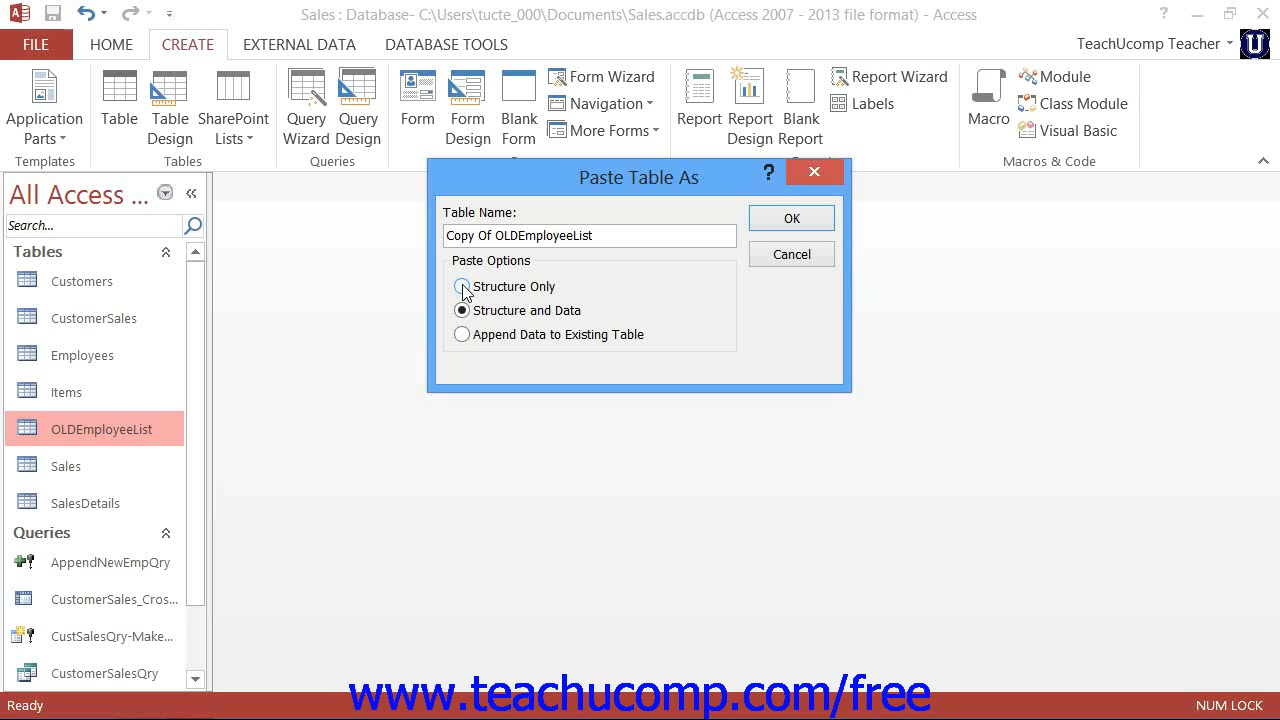 Sales : Database- C:\Users\tucte_000\Documents\Sales.accdb (Access 2007 - 2013 file format) - Access
FILE HOME CREATE EXTERNAL DATA DATABASE TOOLS TeachUcomp Teacher U
Application Parts
Table
Table Design
SharePoint Lists
Query Wizard
Query Design
Form
Form Design
Blank Form
Form Wizard
Navigation
More Forms
Report
Report Design
Blank Report
Report Wizard
Labels
Macro
Module
Class Module
Visual Basic
Templates Tables Queries Macros & Code
All Access ...
Search...
Tables
Customers
CustomerSales
Employees
Items
OLDEmployeeList
Sales
SalesDetails
Queries
AppendNewEmpQry
CustomerSales_Cros...
CustSalesQry-Make...
CustomerSalesQry
Paste Table As
?
Table Name:
OK
Copy Of OLDEmployeeList
Cancel
Paste Options
Structure Only
Structure and Data
Append Data to Existing Table
www.teachucomp.com/free
Ready NUM LOCK